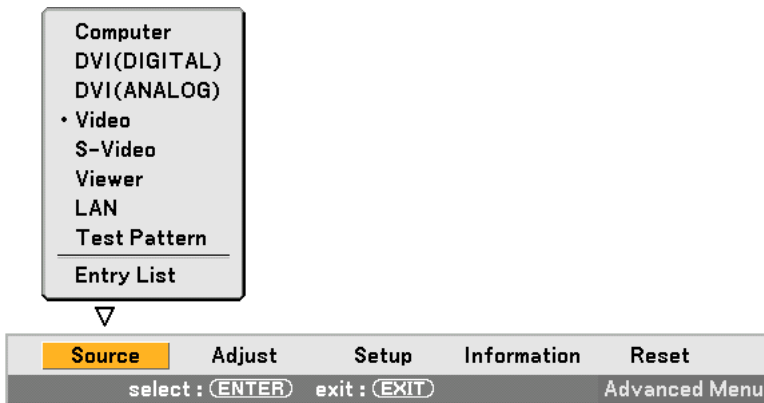 Computer
DVI(DIGITAL)
DVI(ANALOG)
• Video
S-Video
Viewer
LAN
Test Pattern
Entry List
Source Adjust Setup Information Reset
select : ENTER exit : EXIT Advanced Menu